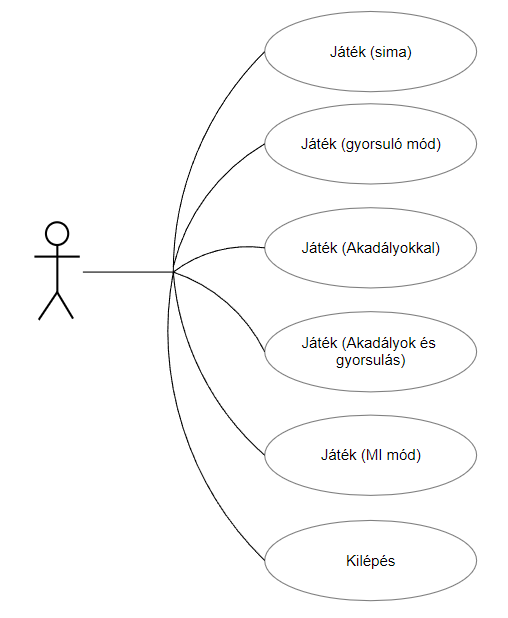 Játék (sima)
Játék (gyorsuló mód)
Játék (Akadályokkal)
Játék (Akadályok és
gyorsulás)
Játék (MI mód)
Kilépés